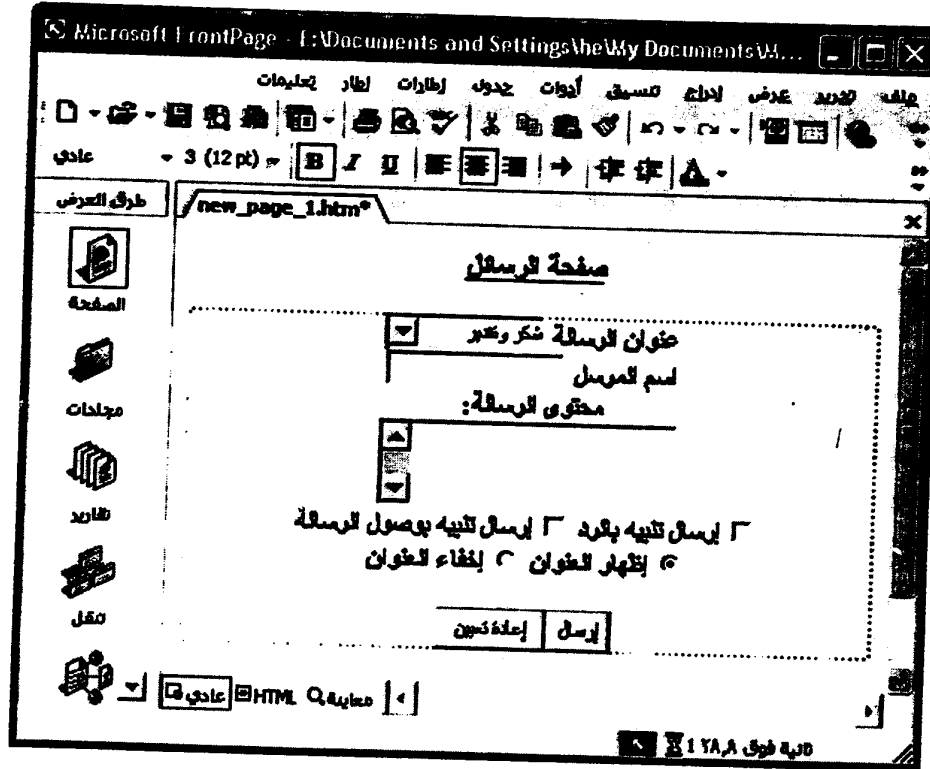 Microsoft FrontPage - E:\Documents and Settings\he\My Documents\M...
ملف تحرير عرض إدراج تنسيق أدوات جدول إطارات إطار تعليمات
عادي 3 (12 pt) B I U A
طرق العرض
new_page_1.htm*
صفحة الرسائل
الصفحة
عنوان الرسالة شكر وتقدير
اسم المرسل
محتوى الرسالة:
مجلدات
تقارير
إرسال تنبيه بالرد إرسال تنبيه بوصول الرسالة
إظهار العنوان إخفاء العنوان
تنقل
إرسال إعادة تعيين
عادي HTML معاينة
ثانية فوق ٢٨,٨ 1